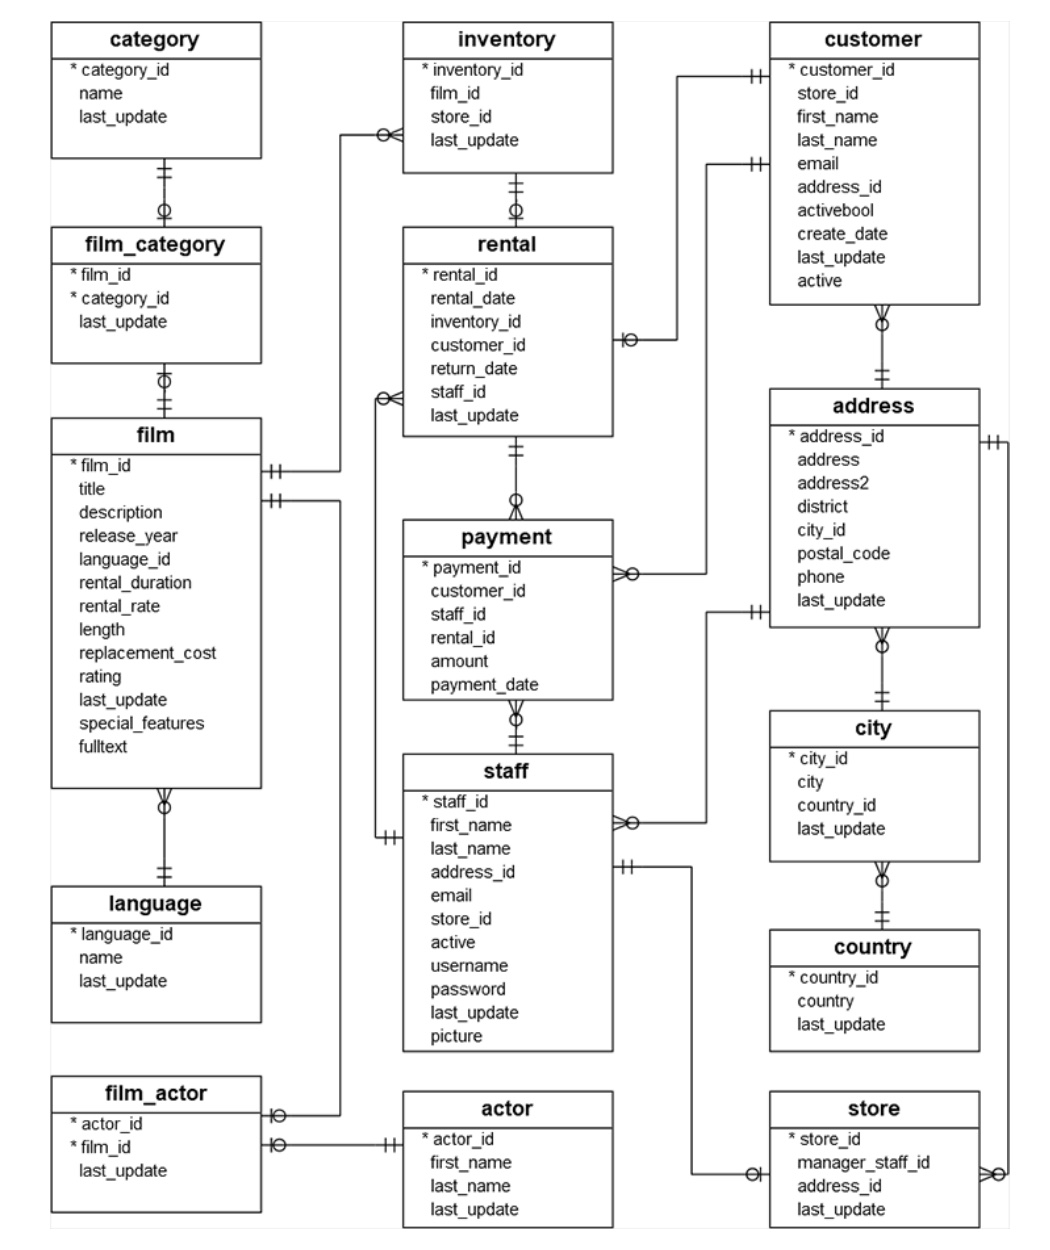 category
* category_id
name
last_update
film_category
* film_id
* category_id
last_update
film
* film_id
title
description
release_year
language_id
rental_duration
rental_rate
length
replacement_cost
rating
last_update
special_features
fulltext
language
* language_id
name
last_update
film_actor
* actor_id
* film_id
last_update
inventory
* inventory_id
film_id
store_id
last_update
rental
* rental_id
rental_date
inventory_id
customer_id
return_date
staff_id
last_update
payment
* payment_id
customer_id
staff_id
rental_id
amount
payment_date
staff
* staff_id
first_name
last_name
address_id
email
store_id
active
username
password
last_update
picture
actor
* actor_id
first_name
last_name
last_update
customer
* customer_id
store_id
first_name
last_name
email
address_id
activebool
create_date
last_update
active
address
* address_id
address
address2
district
city_id
postal_code
phone
last_update
city
* city_id
city
country_id
last_update
country
* country_id
country
last_update
store
* store_id
manager_staff_id
address_id
last_update